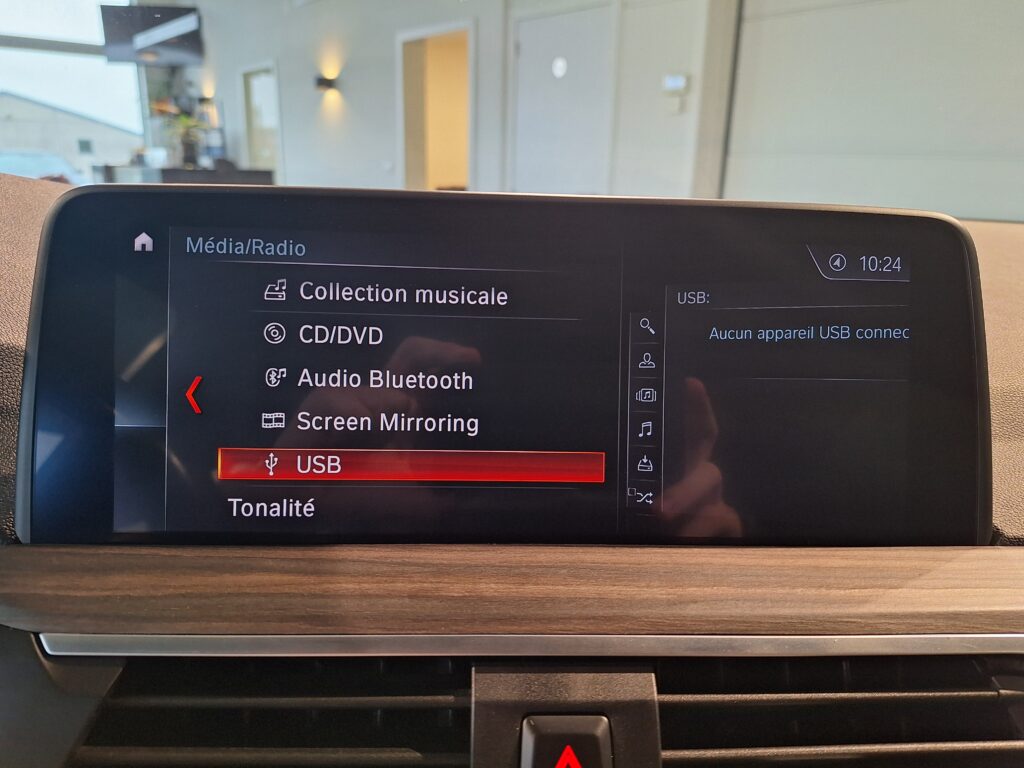 Média/Radio
10:24
Collection musicale
USB:
CD/DVD
Aucun appareil USB connec
Audio Bluetooth
Screen Mirroring
USB
Tonalité